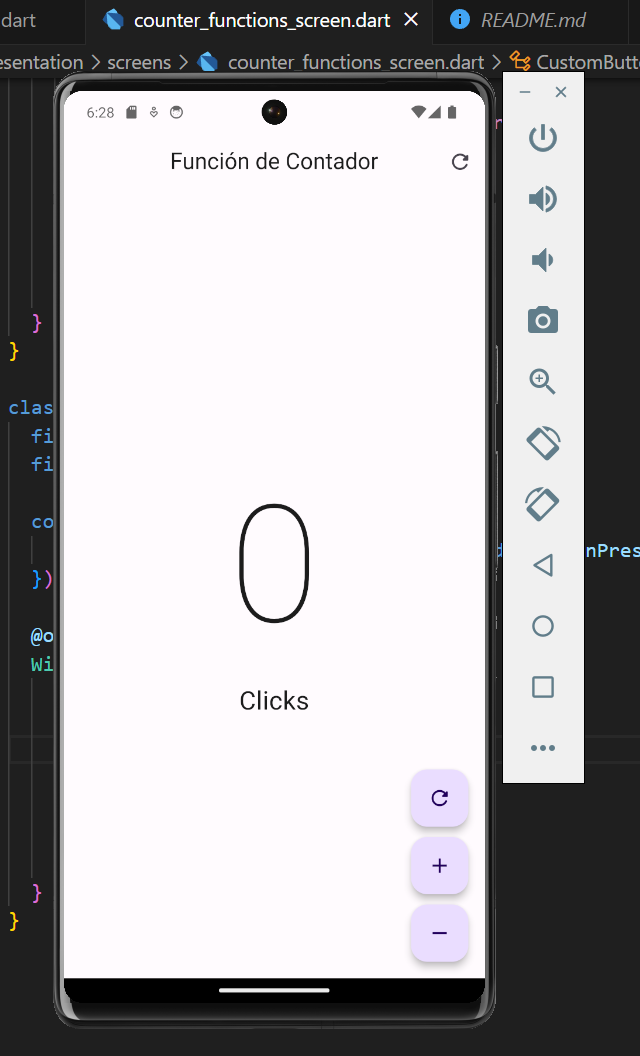 dart counter_functions_screen.dart README.md
esentation > screens > counter_functions_screen.dart > CustomButt
6:28
Función de Contador
}
}
clas
fi
fi
co
nPres
})
@o
Wi
0
Clicks
+
−
}
}